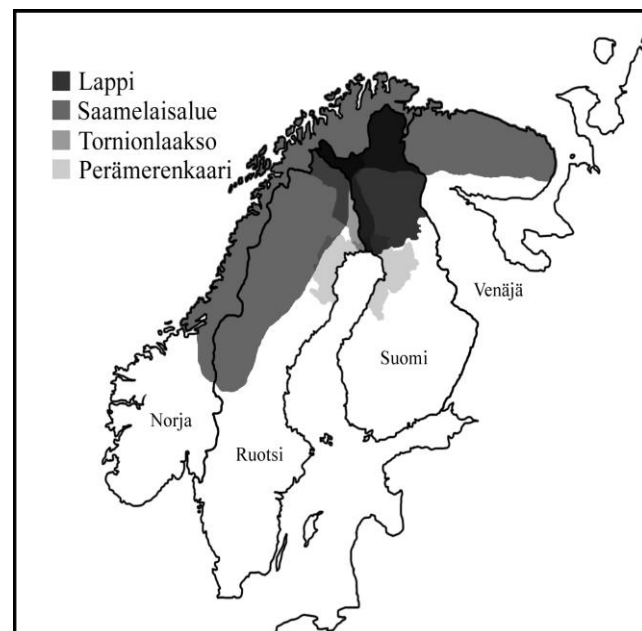 Lappi
Saamelaisalue
Tornionlaakso
Perämerenkaari
Venäjä
Suomi
Norja
Ruotsi